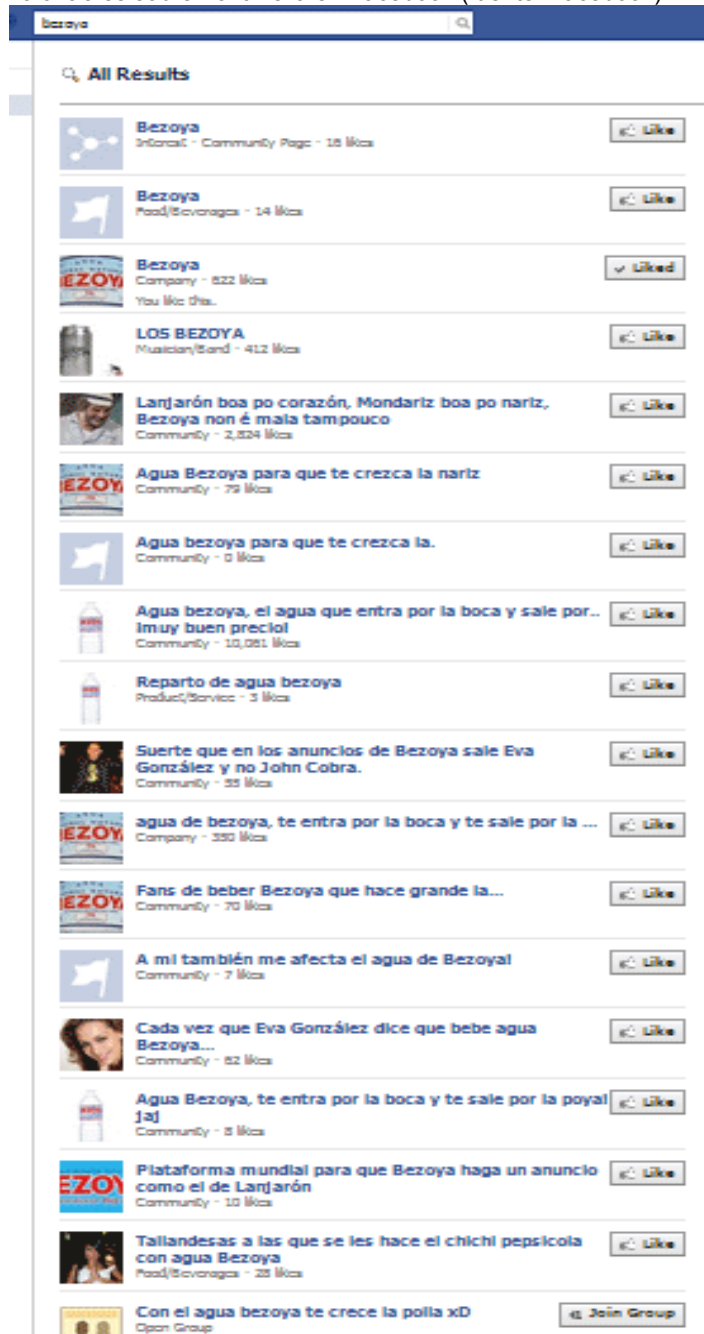 bezoya
All Results
Bezoya
Interest - Community Page - 18 likes
Like
Bezoya
Food/Beverages - 14 likes
Like
EZOY
Bezoya
Company - 822 likes
You like this.
Liked
LOS BEZOYA
Musician/Band - 412 likes
Like
Lanjarón boa po corazón, Mondariz boa po nariz,
Bezoya non é mala tampouco
Community - 2,824 likes
Like
EZOY
Agua Bezoya para que te crezca la nariz
Community - 79 likes
Like
Agua bezoya para que te crezca la.
Community - 0 likes
Like
Agua bezoya, el agua que entra por la boca y sale por..
¡muy buen precio!
Community - 10,081 likes
Like
Reparto de agua bezoya
Product/Service - 3 likes
Like
Suerte que en los anuncios de Bezoya sale Eva
González y no John Cobra.
Community - 55 likes
Like
EZOY
agua de bezoya, te entra por la boca y te sale por la ...
Company - 350 likes
Like
EZOY
Fans de beber Bezoya que hace grande la...
Community - 70 likes
Like
A mi también me afecta el agua de Bezoya!
Community - 7 likes
Like
Cada vez que Eva González dice que bebe agua
Bezoya...
Community - 82 likes
Like
Agua Bezoya, te entra por la boca y te sale por la poya!
jaj
Community - 8 likes
Like
EZOY
Plataforma mundial para que Bezoya haga un anuncio
como el de Lanjarón
Community - 10 likes
Like
Tailandesas a las que se les hace el chichi pepsicola
con agua Bezoya
Food/Beverages - 28 likes
Like
Con el agua bezoya te crece la polla xD
Open Group
Join Group